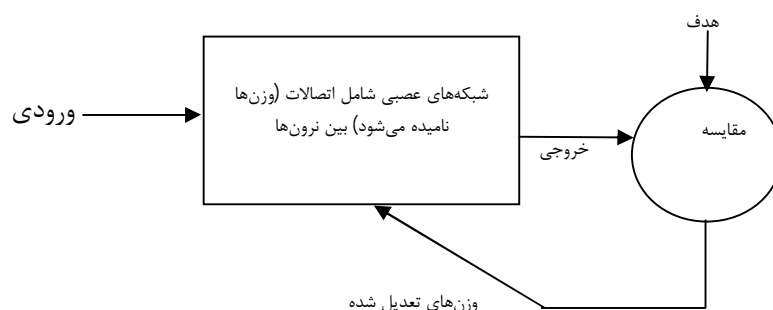 هدف
شبکه‌های عصبی شامل اتصالات (وزن‌ها
نامیده می‌شود) بین نرون‌ها
ورودی
مقایسه
خروجی
وزن‌های تعدیل شده